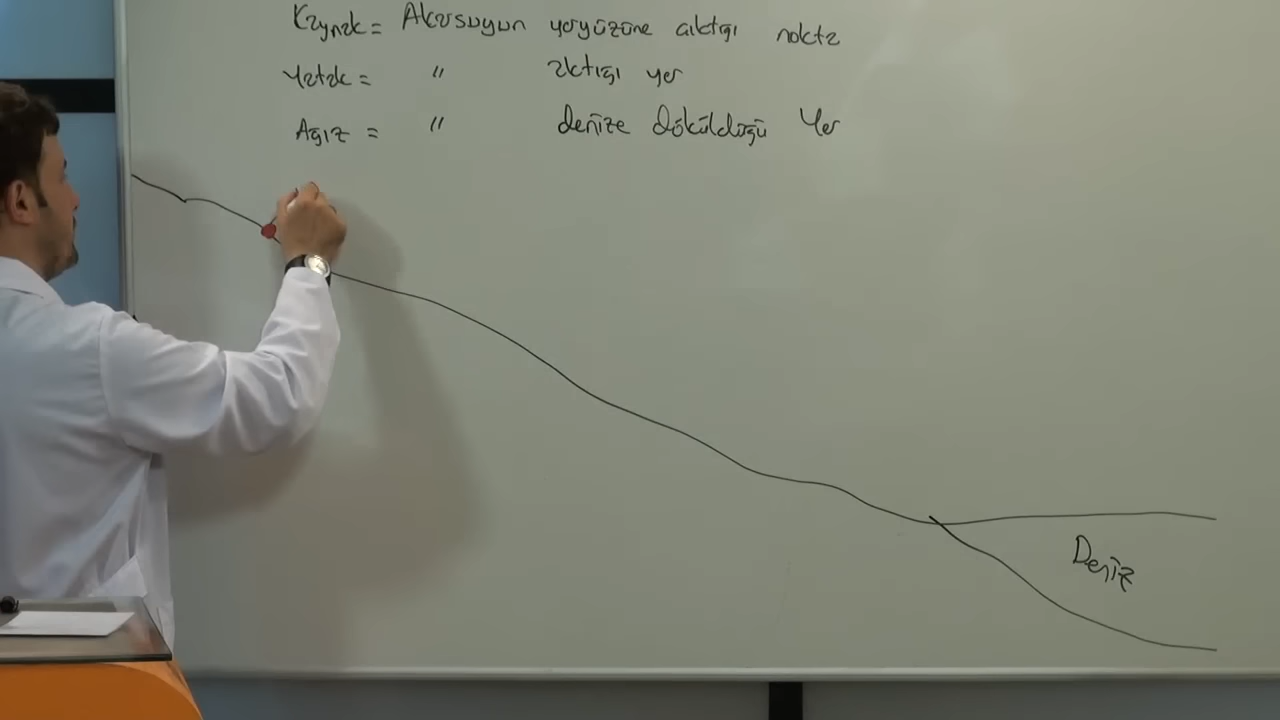 Kaynak = Akarsuyun yeryüzüne çıktığı nokta
Yatak = " aktığı yer
Ağız = " denize döküldüğü Yer
Deniz